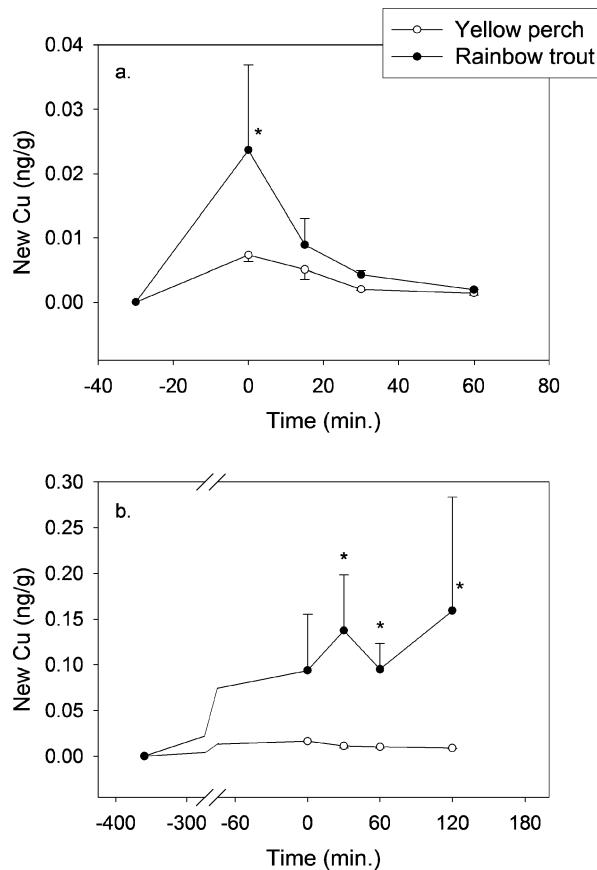 Yellow perch
Rainbow trout
a.
0.04
0.03
0.02
0.01
0.00
New Cu (ng/g)
*
-40 -20 0 20 40 60 80
Time (min.)
b.
0.30
0.25
0.20
0.15
0.10
0.05
0.00
New Cu (ng/g)
*
*
*
-400 -300 -60 0 60 120 180
Time (min.)